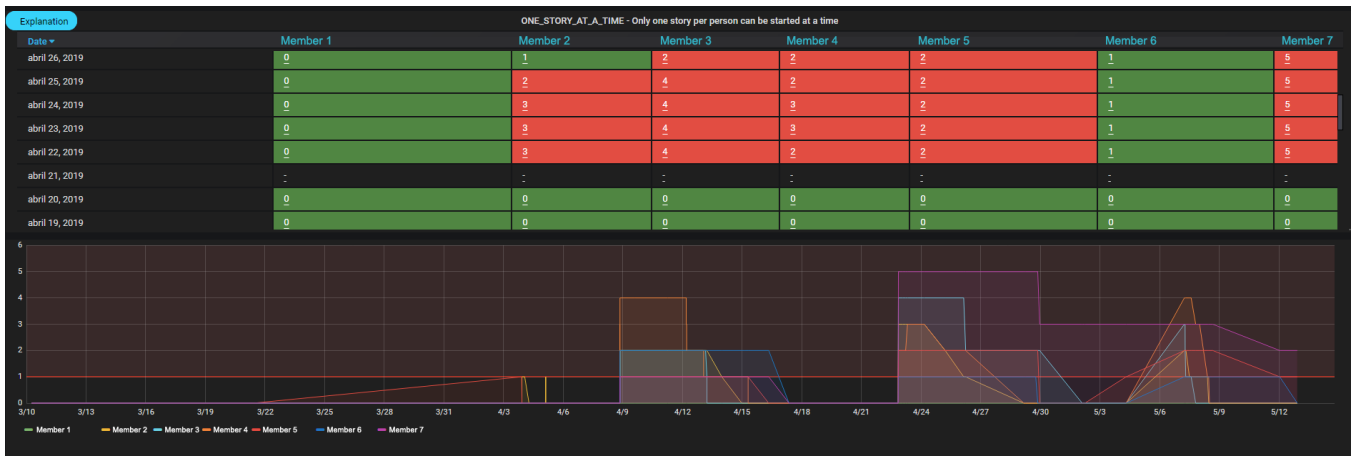 Explanation
ONE_STORY_AT_A_TIME - Only one story per person can be started at a time
Date Member 1 Member 2 Member 3 Member 4 Member 5 Member 6 Member 7
abril 26, 2019 0 1 2 2 2 1 5
abril 25, 2019 0 2 4 2 2 1 5
abril 24, 2019 0 3 4 3 2 1 5
abril 23, 2019 0 3 4 3 2 1 5
abril 22, 2019 0 3 4 2 2 1 5
abril 21, 2019 - - - - - - -
abril 20, 2019 0 0 0 0 0 0 0
abril 19, 2019 0 0 0 0 0 0 0
6
5
4
3
2
1
0
3/10 3/13 3/16 3/19 3/22 3/25 3/28 3/31 4/3 4/6 4/9 4/12 4/15 4/18 4/21 4/24 4/27 4/30 5/3 5/6 5/9 5/12
Member 1 Member 2 Member 3 Member 4 Member 5 Member 6 Member 7